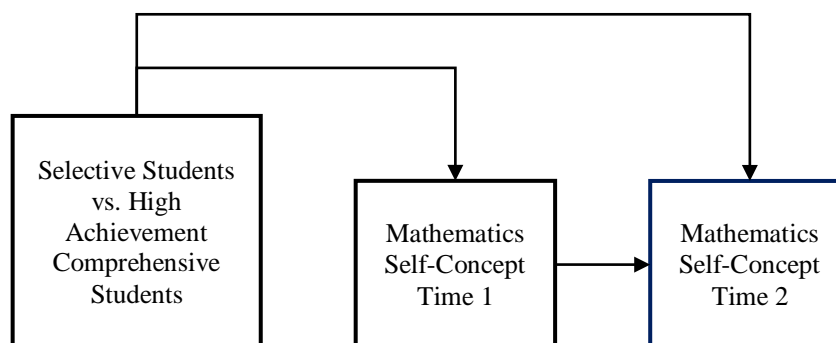 Selective Students
vs. High
Achievement
Comprehensive
Students
Mathematics
Self-Concept
Time 1
Mathematics
Self-Concept
Time 2